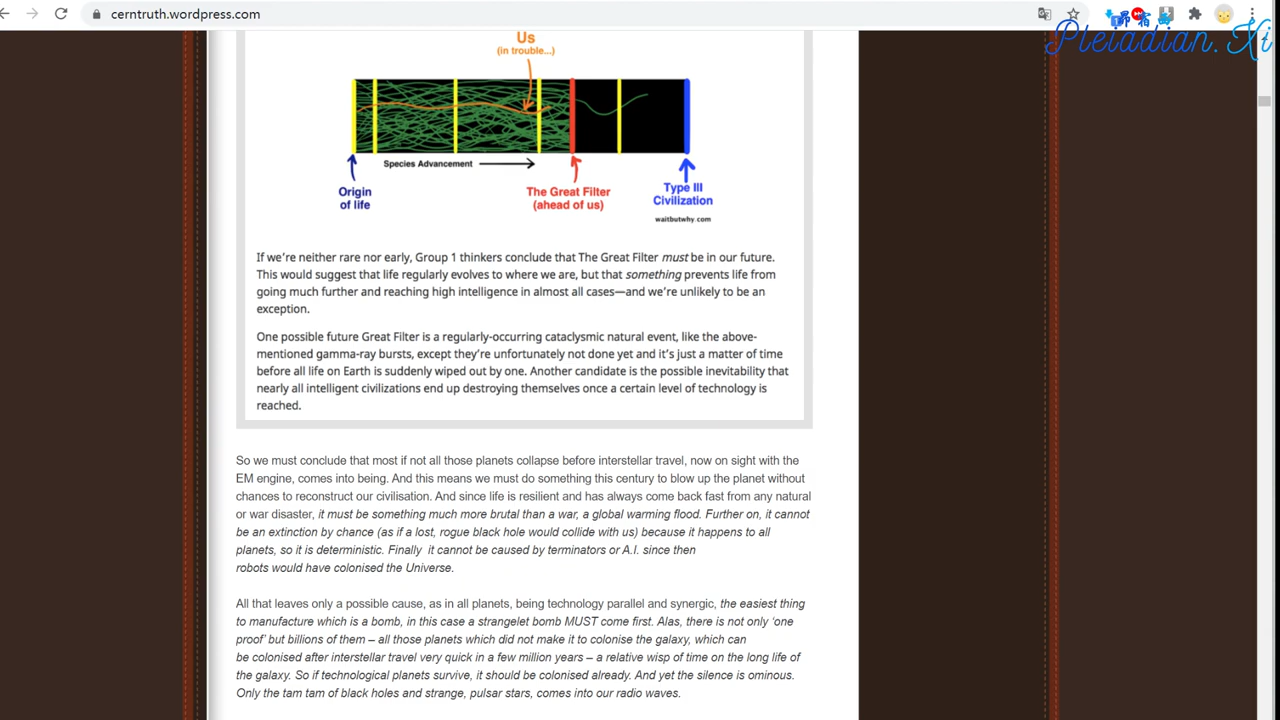 cerntruth.wordpress.com
Pleiadian.Xi
Us
(in trouble...)
Species Advancement
Origin
of life
The Great Filter
(ahead of us)
Type III
Civilization
waitbutwhy.com
If we're neither rare nor early, Group 1 thinkers conclude that The Great Filter must be in our future.
This would suggest that life regularly evolves to where we are, but that something prevents life from
going much further and reaching high intelligence in almost all cases—and we're unlikely to be an
exception.
One possible future Great Filter is a regularly-occurring cataclysmic natural event, like the above-
mentioned gamma-ray bursts, except they're unfortunately not done yet and it's just a matter of time
before all life on Earth is suddenly wiped out by one. Another candidate is the possible inevitability that
nearly all intelligent civilizations end up destroying themselves once a certain level of technology is
reached.
So we must conclude that most if not all those planets collapse before interstellar travel, now on sight with the
EM engine, comes into being. And this means we must do something this century to blow up the planet without
chances to reconstruct our civilisation. And since life is resilient and has always come back fast from any natural
or war disaster, it must be something much more brutal than a war, a global warming flood. Further on, it cannot
be an extinction by chance (as if a lost, rogue black hole would collide with us) because it happens to all
planets, so it is deterministic. Finally it cannot be caused by terminators or A.I. since then
robots would have colonised the Universe.
All that leaves only a possible cause, as in all planets, being technology parallel and synergic, the easiest thing
to manufacture which is a bomb, in this case a strangelet bomb MUST come first. Alas, there is not only 'one
proof' but billions of them – all those planets which did not make it to colonise the galaxy, which can
be colonised after interstellar travel very quick in a few million years – a relative wisp of time on the long life of
the galaxy. So if technological planets survive, it should be colonised already. And yet the silence is ominous.
Only the tam tam of black holes and strange, pulsar stars, comes into our radio waves.